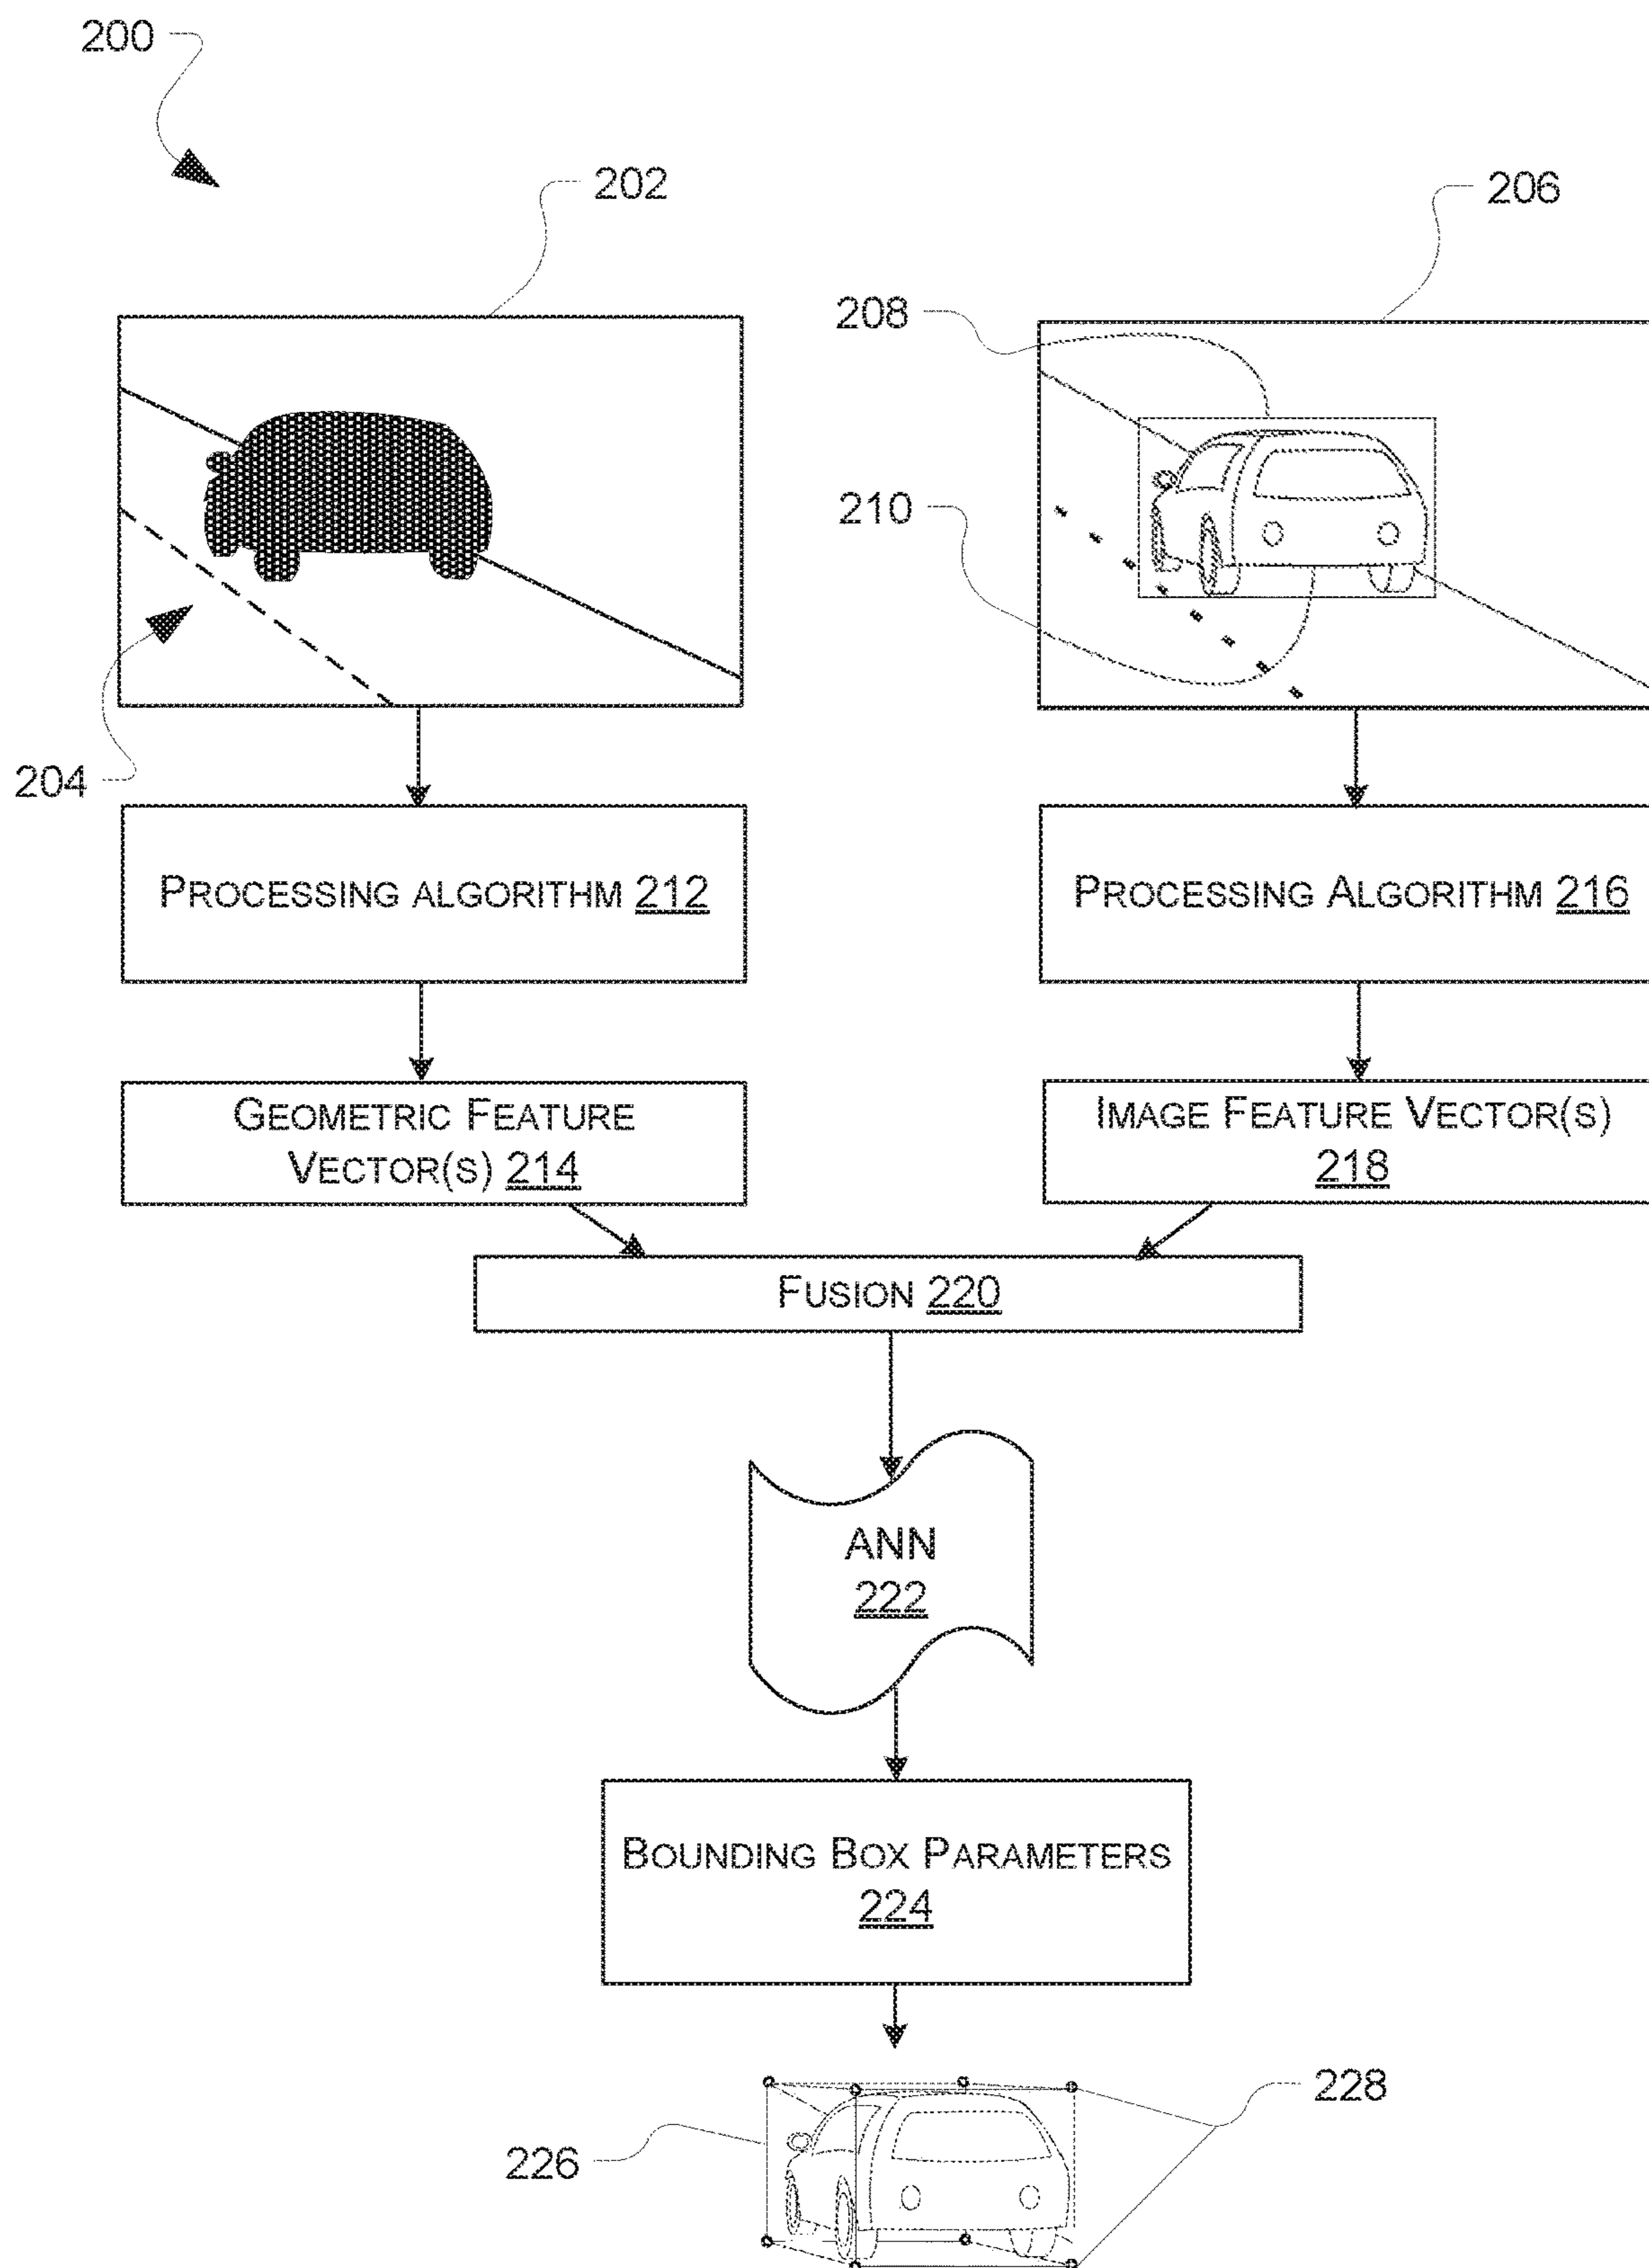 200
202
206
208
210
204
PROCESSING ALGORITHM 212
PROCESSING ALGORITHM 216
GEOMETRIC FEATURE
VECTOR(S) 214
IMAGE FEATURE VECTOR(S)
218
FUSION 220
ANN
222
BOUNDING BOX PARAMETERS
224
228
226